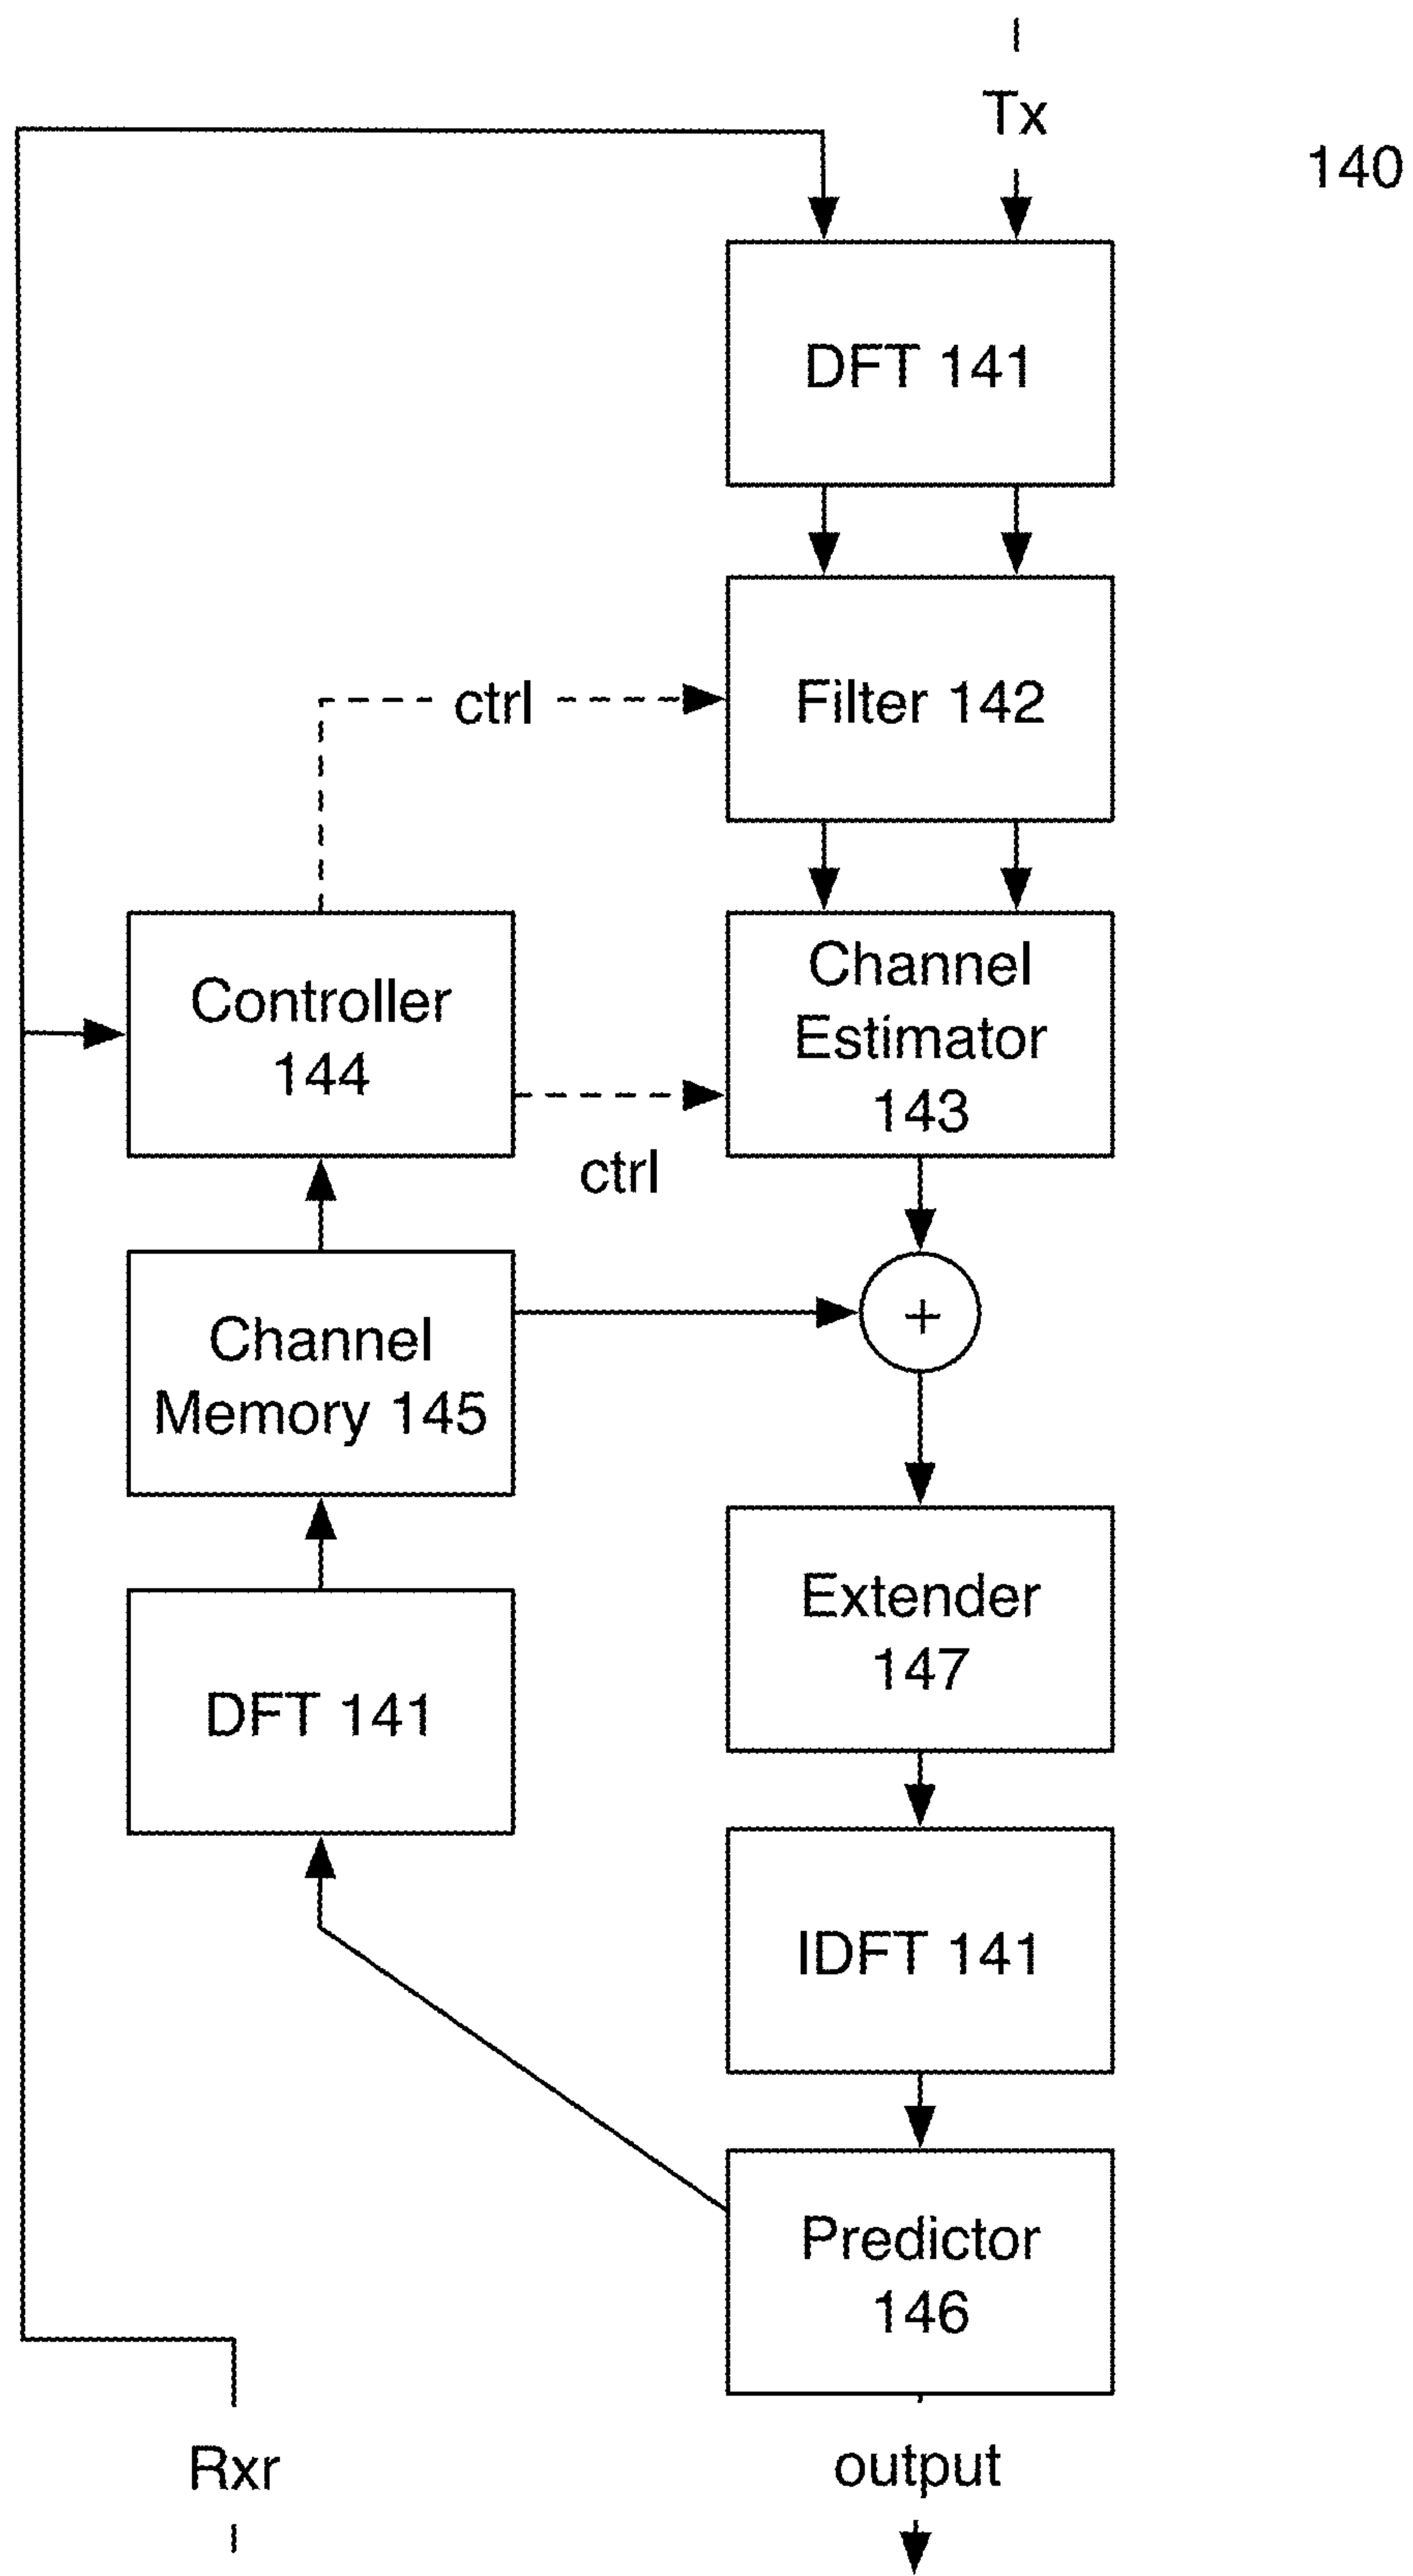 Tx
140
DFT 141
ctrl
Filter 142
Controller
144
Channel
Estimator
143
ctrl
Channel
Memory 145
+
Extender
147
DFT 141
IDFT 141
Predictor
146
Rxr
output